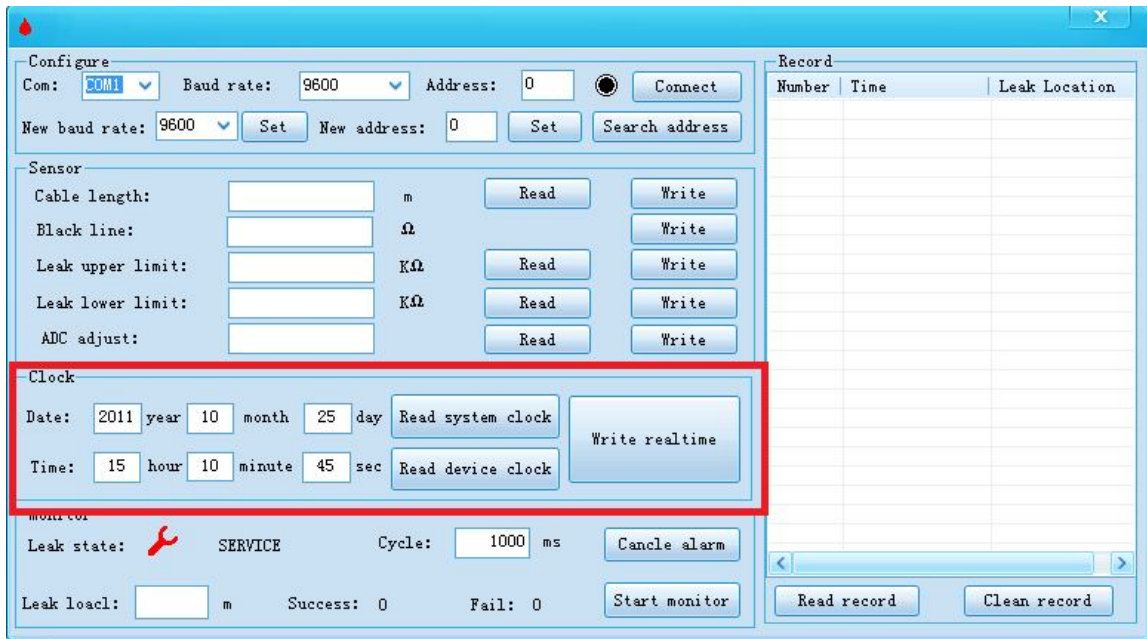 X
Configure
Com: COM1 Baud rate: 9600 Address: 0 Connect
New baud rate: 9600 Set New address: 0 Set Search address
Sensor
Cable length: m Read Write
Black line: Ω Write
Leak upper limit: KΩ Read Write
Leak lower limit: KΩ Read Write
ADC adjust: Read Write
Clock
Date: 2011 year 10 month 25 day Read system clock
Write realtime
Time: 15 hour 10 minute 45 sec Read device clock
monitor
Leak state: SERVICE Cycle: 1000 ms Cancle alarm
Leak loacl: m Success: 0 Fail: 0 Start monitor
Record
Number Time Leak Location
Read record Clean record